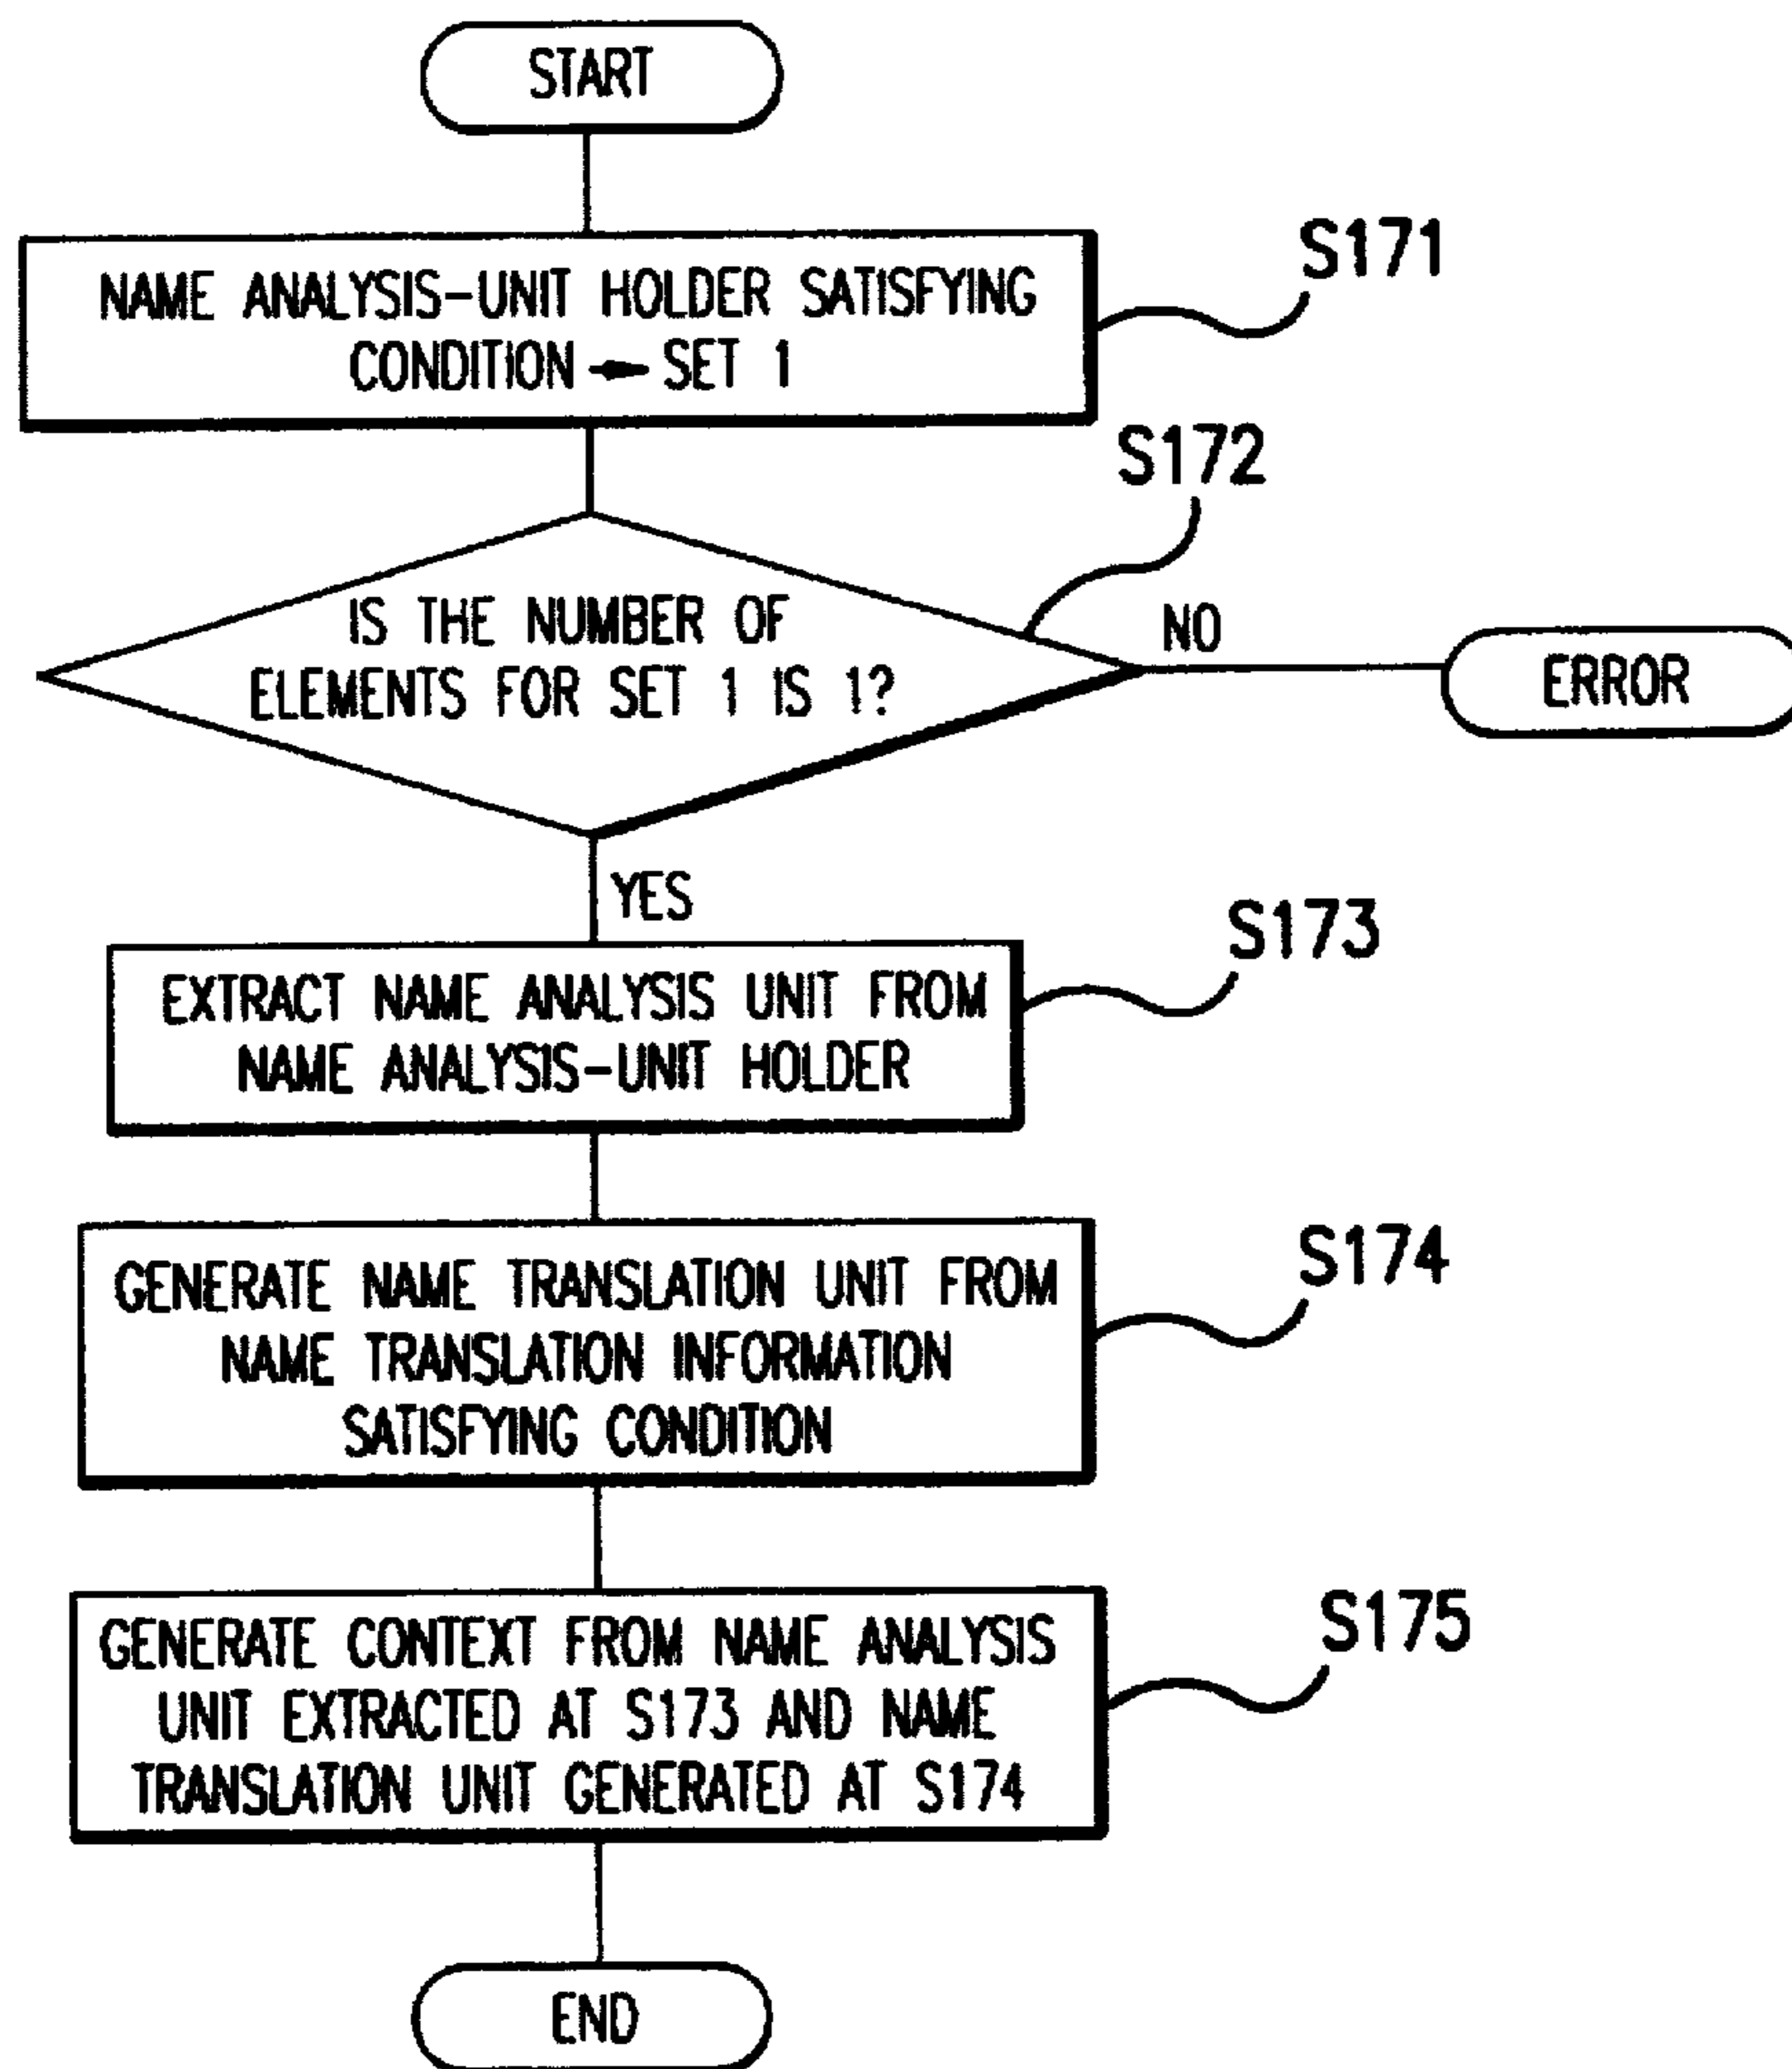 START
S171
NAME ANALYSIS-UNIT HOLDER SATISFYING
CONDITION → SET 1
S172
IS THE NUMBER OF
ELEMENTS FOR SET 1 IS 1?
NO
ERROR
YES
S173
EXTRACT NAME ANALYSIS UNIT FROM
NAME ANALYSIS-UNIT HOLDER
S174
GENERATE NAME TRANSLATION UNIT FROM
NAME TRANSLATION INFORMATION
SATISFYING CONDITION
S175
GENERATE CONTEXT FROM NAME ANALYSIS
UNIT EXTRACTED AT S173 AND NAME
TRANSLATION UNIT GENERATED AT S174
END